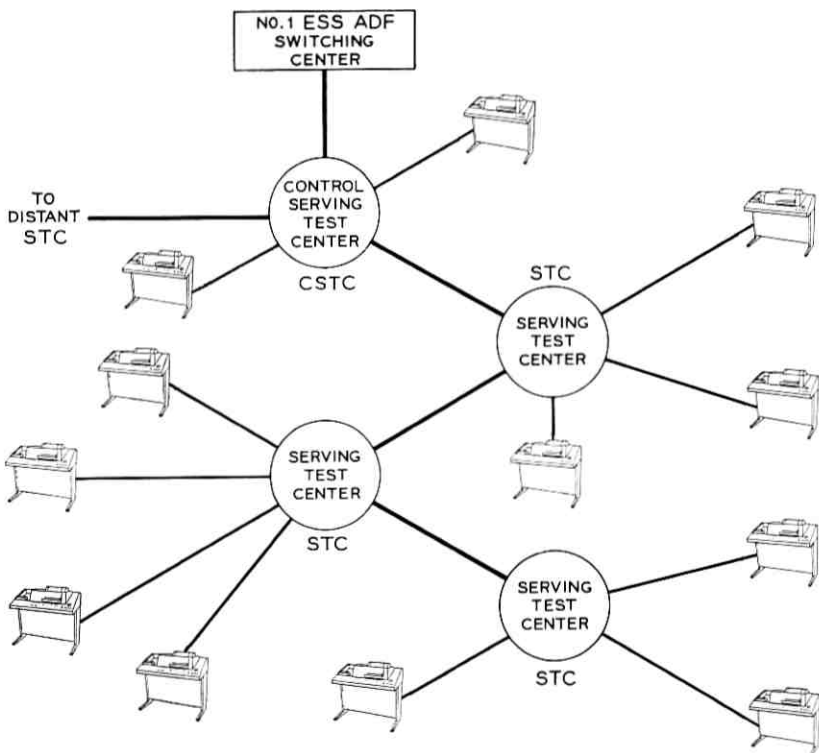 NO. 1 ESS ADF
SWITCHING
CENTER
CONTROL
SERVING
TEST
CENTER
CSTC
TO
DISTANT
STC
STC
SERVING
TEST
CENTER
SERVING
TEST
CENTER
STC
SERVING
TEST
CENTER
STC